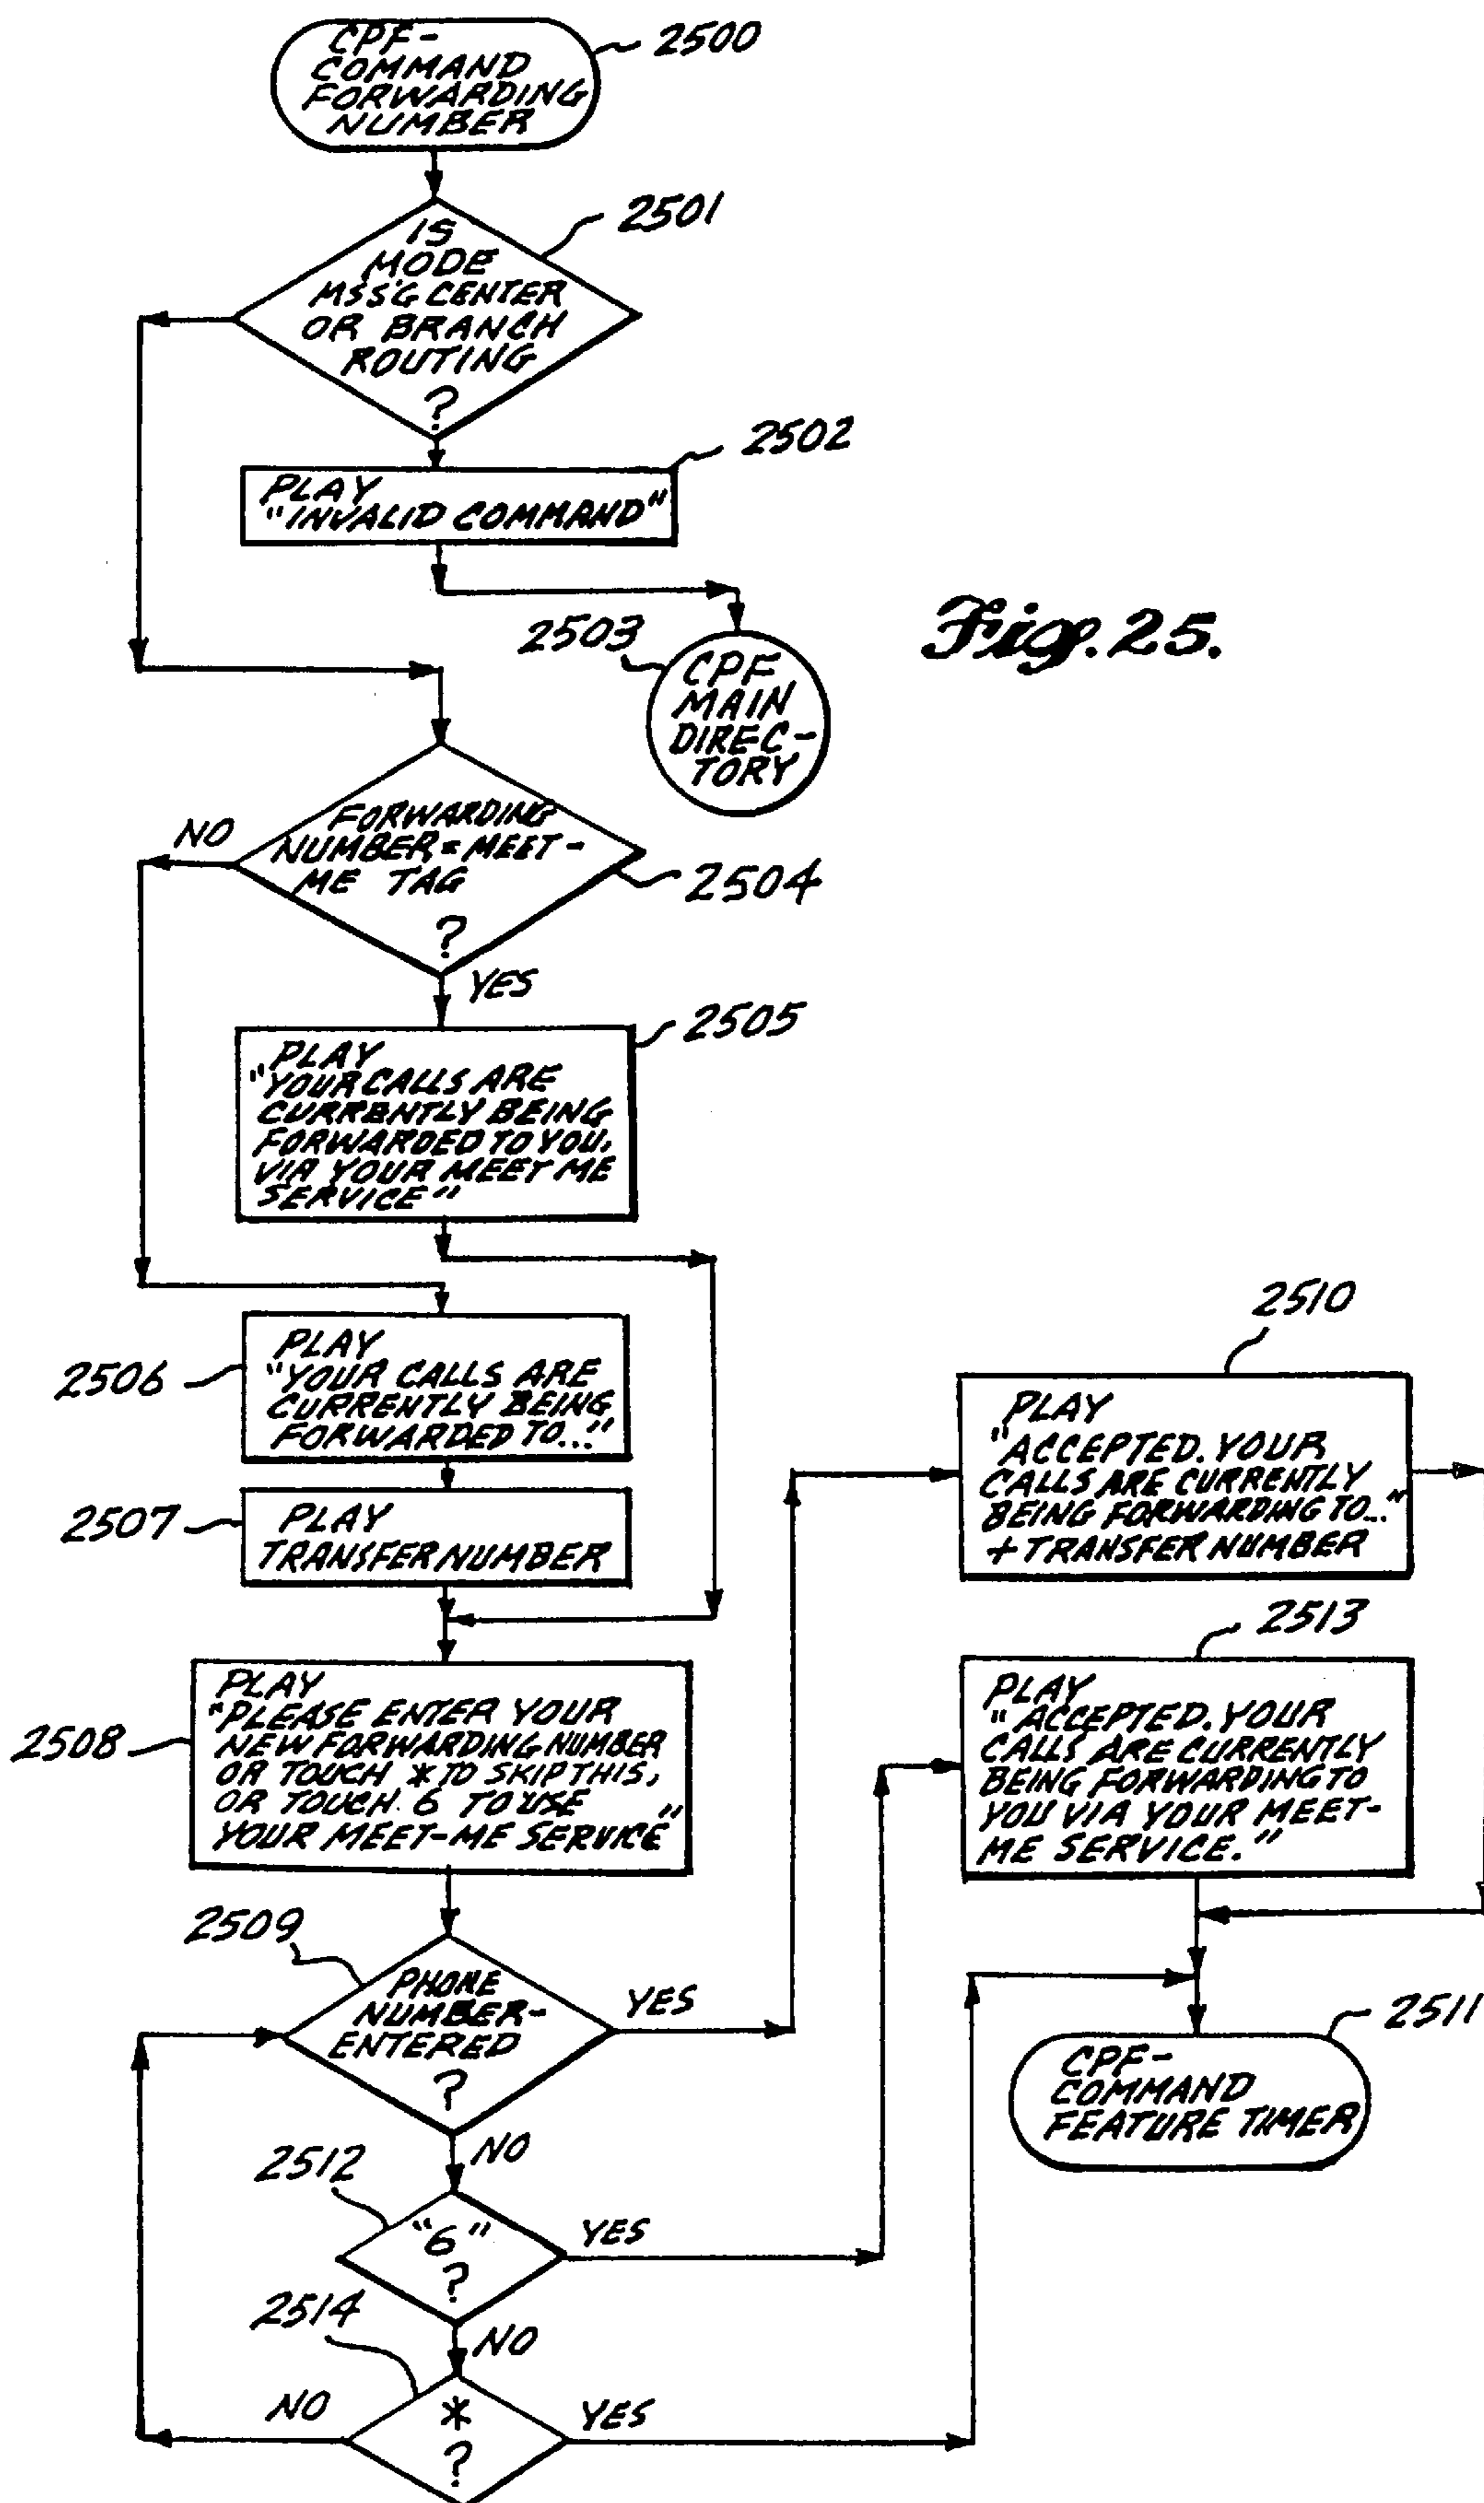 CPF-
COMMAND
FORWARDING
NUMBER
2500
2501
IS
MODE
MSS'G CENTER
OR BRANCH
ROUTING
?
2502
PLAY
"INVALID COMMAND"
2503
CPF
MAIN
DIREC-
TORY
Fig. 25.
FORWARDING
NUMBER = MEET-
ME TAG
?
NO
2504
YES
2505
PLAY
"YOUR CALLS ARE
CURRENTLY BEING
FORWARDED TO YOU,
VIA YOUR MEET ME
SERVICE"
2506
PLAY
"YOUR CALLS ARE
CURRENTLY BEING
FORWARDED TO..."
2507
PLAY
TRANSFER NUMBER
2508
PLAY
"PLEASE ENTER YOUR
NEW FORWARDING NUMBER
OR TOUCH * TO SKIP THIS,
OR TOUCH 6 TO USE
YOUR MEET-ME SERVICE"
2509
PHONE
NUMBER-
ENTERED
?
YES
NO
2510
PLAY
"ACCEPTED. YOUR
CALLS ARE CURRENTLY
BEING FORWARDING TO..."
+ TRANSFER NUMBER
2513
PLAY
"ACCEPTED. YOUR
CALLS ARE CURRENTLY
BEING FORWARDING TO
YOU VIA YOUR MEET-
ME SERVICE."
2511
CPF-
COMMAND
FEATURE TIMER
2512
"6"
?
YES
NO
2514
*
?
NO
YES